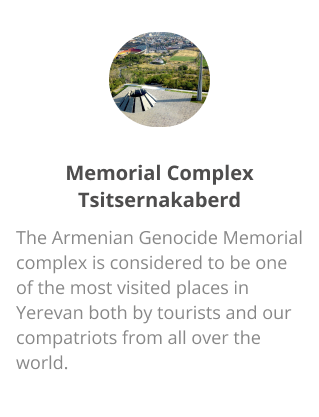 Memorial Complex
Tsitsernakaberd
The Armenian Genocide Memorial
complex is considered to be one
of the most visited places in
Yerevan both by tourists and our
compatriots from all over the
world.